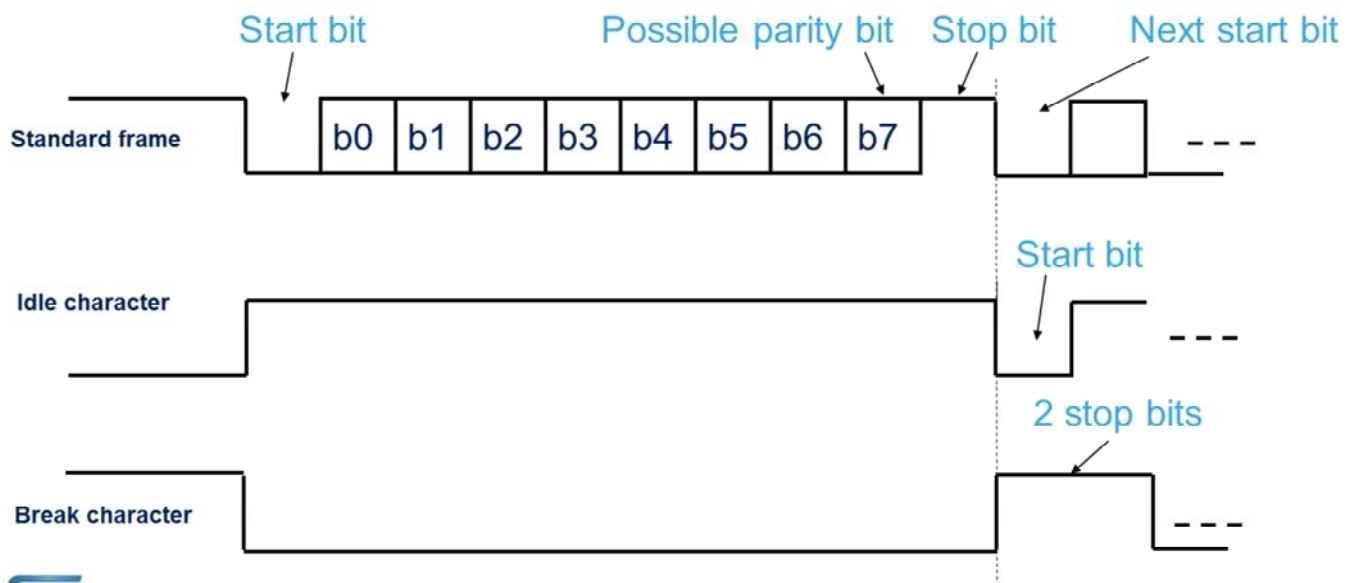 Start bit
Possible parity bit
Stop bit
Next start bit
Standard frame
b0 b1 b2 b3 b4 b5 b6 b7
Start bit
Idle character
2 stop bits
Break character